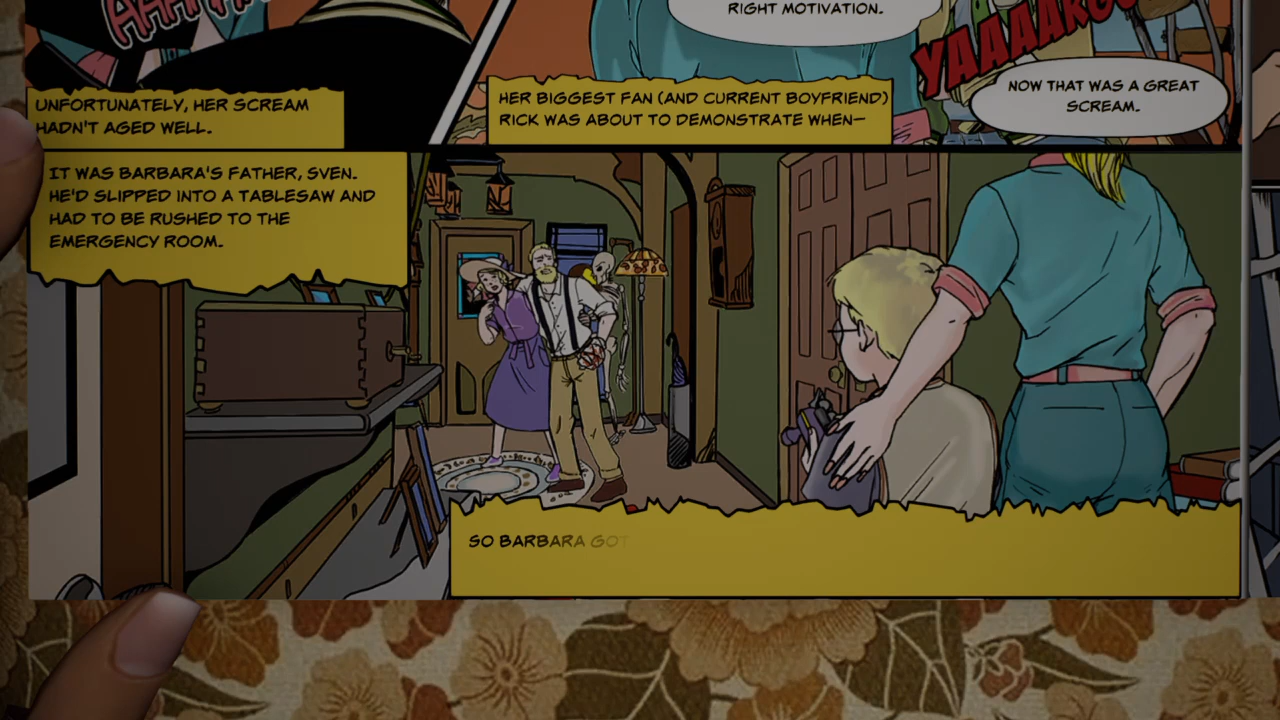 RIGHT MOTIVATION.
UNFORTUNATELY, HER SCREAM
HADN'T AGED WELL.
HER BIGGEST FAN (AND CURRENT BOYFRIEND)
RICK WAS ABOUT TO DEMONSTRATE WHEN—
NOW THAT WAS A GREAT
SCREAM.
IT WAS BARBARA'S FATHER, SVEN.
HE'D SLIPPED INTO A TABLESAW AND
HAD TO BE RUSHED TO THE
EMERGENCY ROOM.
SO BARBARA GOT